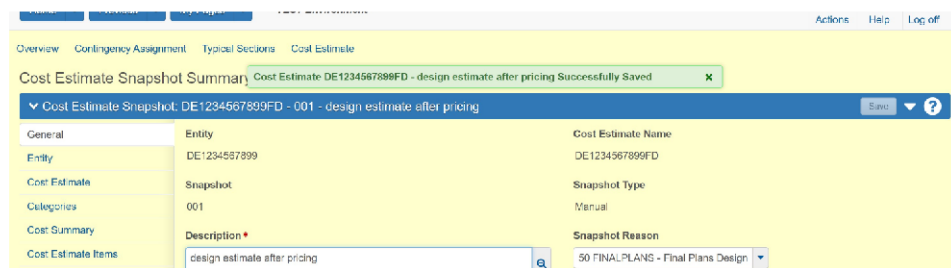 Actions Help Log off
Overview Contingency Assignment Typical Sections Cost Estimate
Cost Estimate Snapshot Summary
Cost Estimate DE1234567899FD - design estimate after pricing Successfully Saved x
Cost Estimate Snapshot: DE1234567899FD - 001 - design estimate after pricing Save ?
General
Entity
Cost Estimate
Categories
Cost Summary
Cost Estimate Items
Entity Cost Estimate Name
DE1234567899 DE1234567899FD
Snapshot Snapshot Type
001 Manual
Description * Snapshot Reason
design estimate after pricing 50 FINALPLANS - Final Plans Design